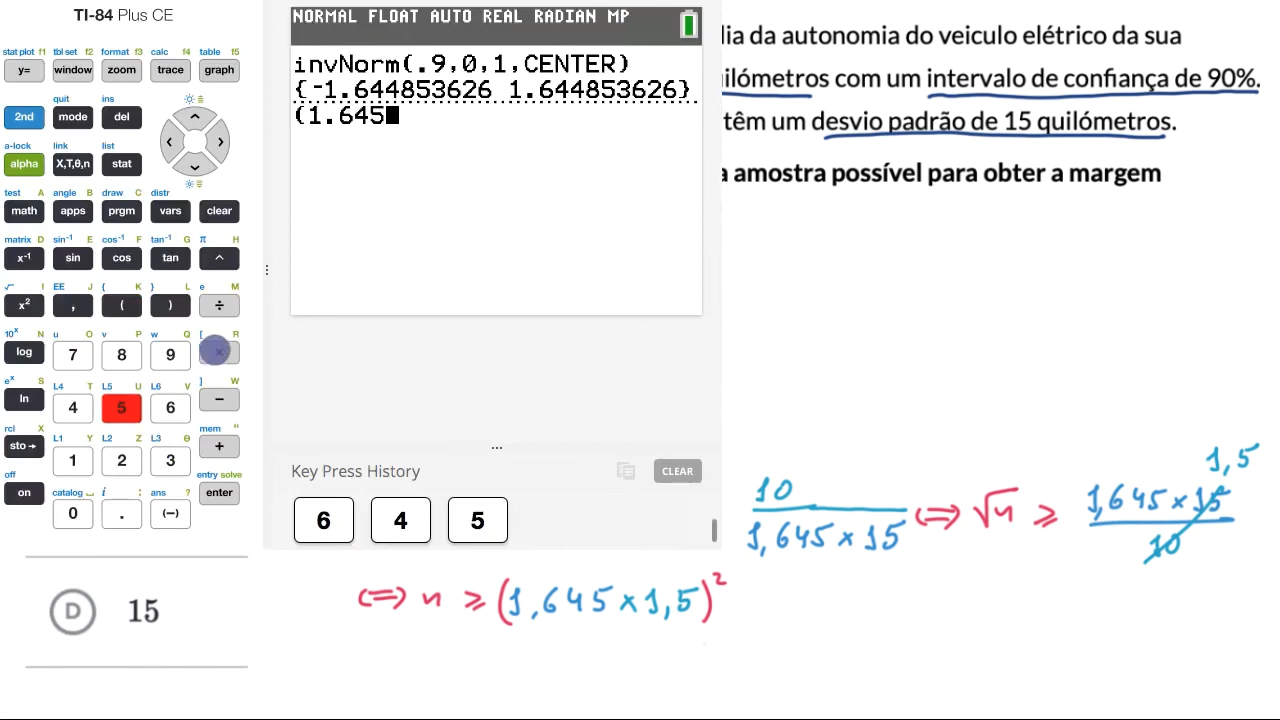 TI-84 Plus CE
stat plot f1 tbl set f2 format f3 calc f4 table f5
y= window zoom trace graph
quit ins
2nd mode del
a-lock link list
alpha X,T,θ,n stat
test A angle B draw C distr
math apps prgm vars clear
matrix D sin⁻¹ E cos⁻¹ F tan⁻¹ G π H
x⁻¹ sin cos tan ^
√ I EE J { K } L e M
x² , ( ) ÷
10ˣ N u O v P w Q [ R
log 7 8 9 ×
eˣ S L4 T L5 U L6 V ] W
ln 4 5 6 −
rcl X L1 Y L2 Z L3 θ mem "
sto→ 1 2 3 +
off catalog i : ans ? entry solve
on 0 . (−) enter
NORMAL FLOAT AUTO REAL RADIAN MP
invNorm(.9,0,1,CENTER)
{-1.644853626 1.644853626}
(1.645
Key Press History
CLEAR
6 4 5
dia da autonomia do veiculo elétrico da sua
uilómetros com um intervalo de confiança de 90%.
têm um desvio padrão de 15 quilómetros.
a amostra possível para obter a margem
10 / 1,645 × 15 <=> √n ≥ 1,645 × 15 / 10 1,5
<=> n ≥ (1,645 × 1,5)²
D 15